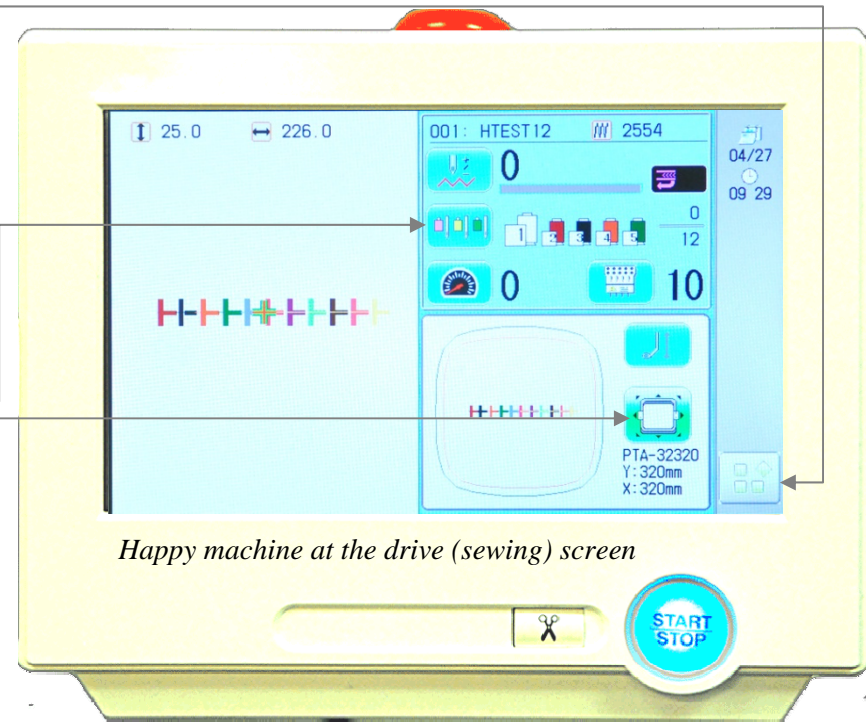 25.0 226.0
001: HTEST12 2554
04/27
09 29
0
0
12
1 2 3 4 5
0 10
PTA-32320
Y:320mm
X:320mm
Happy machine at the drive (sewing) screen
START
STOP